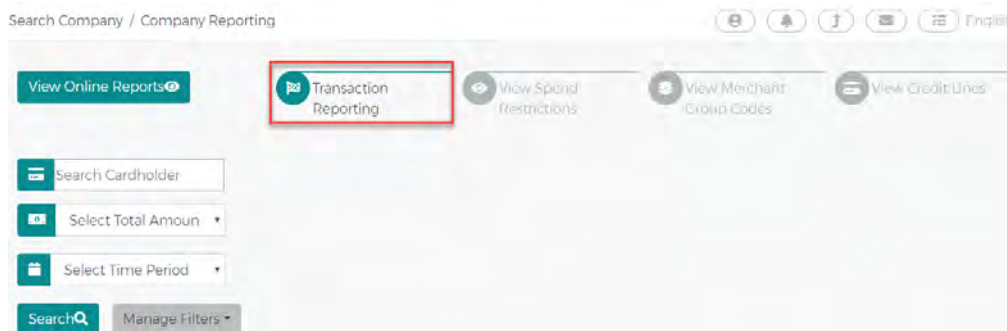 Search Company / Company Reporting
English
View Online Reports
Transaction
Reporting
View Spend
Restrictions
View Merchant
Group Codes
View Credit Lines
Search Cardholder
Select Total Amoun
Select Time Period
Search
Manage Filters